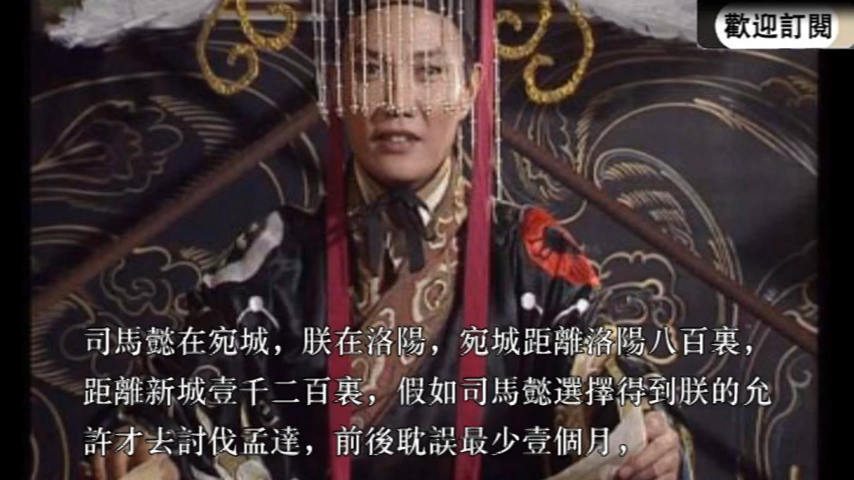 歡迎訂閱
司馬懿在宛城，朕在洛陽，宛城距離洛陽八百裏，
距離新城壹千二百裏，假如司馬懿選擇得到朕的允
許才去討伐孟達，前後耽誤最少壹個月，